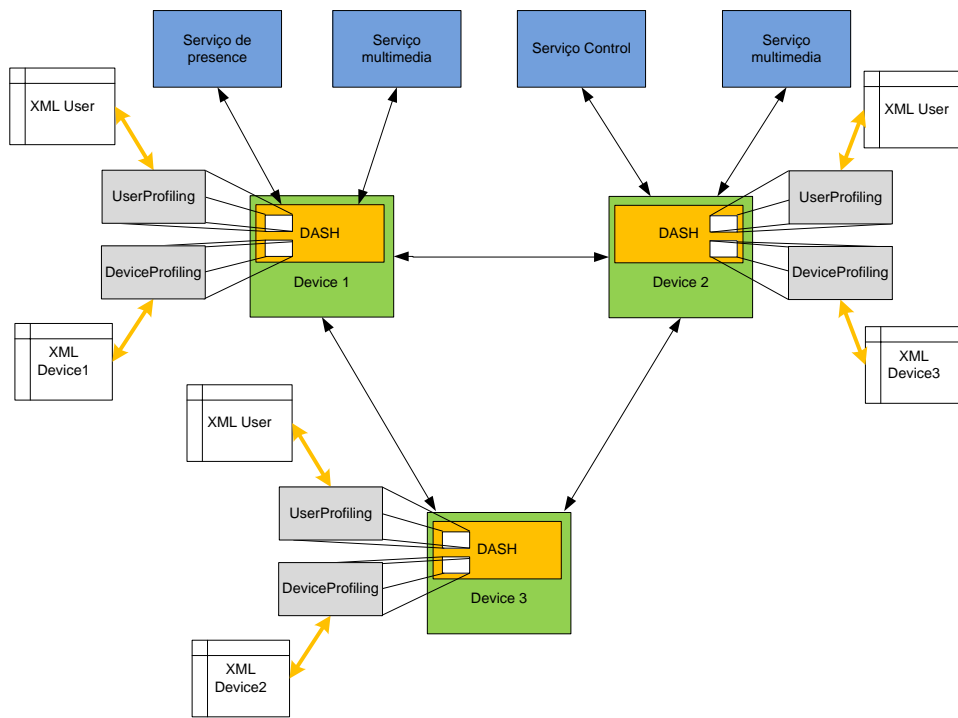 Serviço de
presence
Serviço
multimedia
Serviço Control
Serviço
multimedia
XML User
XML User
UserProfiling
UserProfiling
DASH
DASH
DeviceProfiling
DeviceProfiling
Device 1
Device 2
XML
Device1
XML
Device3
XML User
UserProfiling
DASH
DeviceProfiling
Device 3
XML
Device2